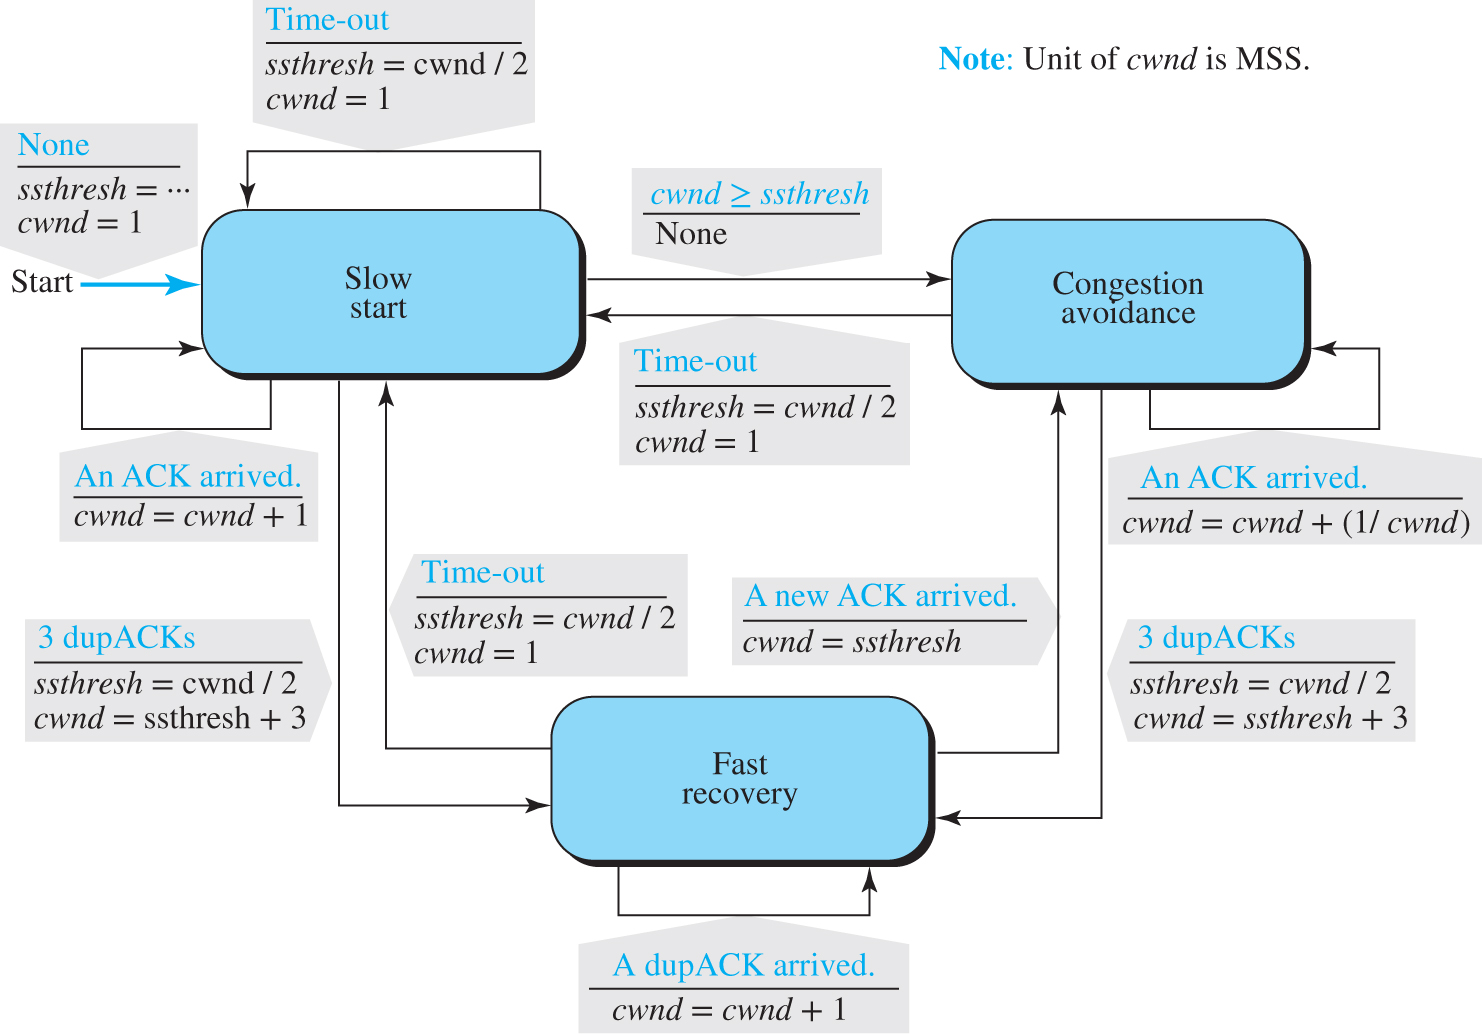 Time-out
ssthresh = cwnd / 2
cwnd = 1
Note: Unit of cwnd is MSS.
None
ssthresh = ···
cwnd = 1
Start
cwnd ≥ ssthresh
None
Slow
start
Congestion
avoidance
Time-out
ssthresh = cwnd / 2
cwnd = 1
An ACK arrived.
cwnd = cwnd + 1
An ACK arrived.
cwnd = cwnd + (1/ cwnd)
Time-out
ssthresh = cwnd / 2
cwnd = 1
A new ACK arrived.
cwnd = ssthresh
3 dupACKs
ssthresh = cwnd / 2
cwnd = ssthresh + 3
3 dupACKs
ssthresh = cwnd / 2
cwnd = ssthresh + 3
Fast
recovery
A dupACK arrived.
cwnd = cwnd + 1